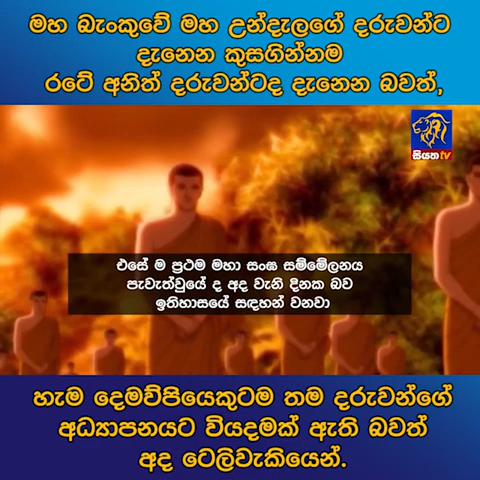 මහ බැංකුවේ මහ උන්දැලගේ දරුවන්ට
දැනෙන කුසගින්නම
රටේ අනිත් දරුවන්ටද දැනෙන බවත්,
සියත tv
එසේ ම ප්‍රථම මහා සංඝ සම්මේලනය
පැවැත්වූයේ ද අද වැනි දිනක බව
ඉතිහාසයේ සඳහන් වනවා
හැම දෙමව්පියෙකුටම තම දරුවන්ගේ
අධ්‍යාපනයට වියදමක් ඇති බවත්
අද ටෙලිවැකියෙන්.